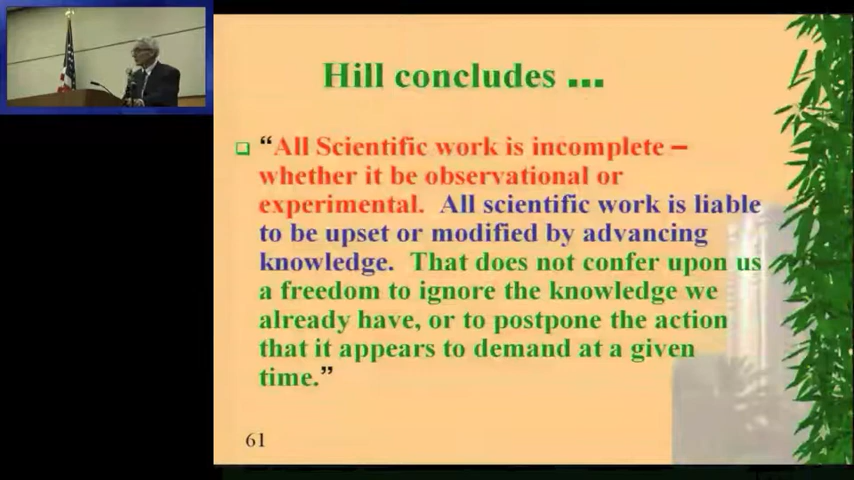 Hill concludes ...
“All Scientific work is incomplete –
whether it be observational or
experimental. All scientific work is liable
to be upset or modified by advancing
knowledge. That does not confer upon us
a freedom to ignore the knowledge we
already have, or to postpone the action
that it appears to demand at a given
time.”
61